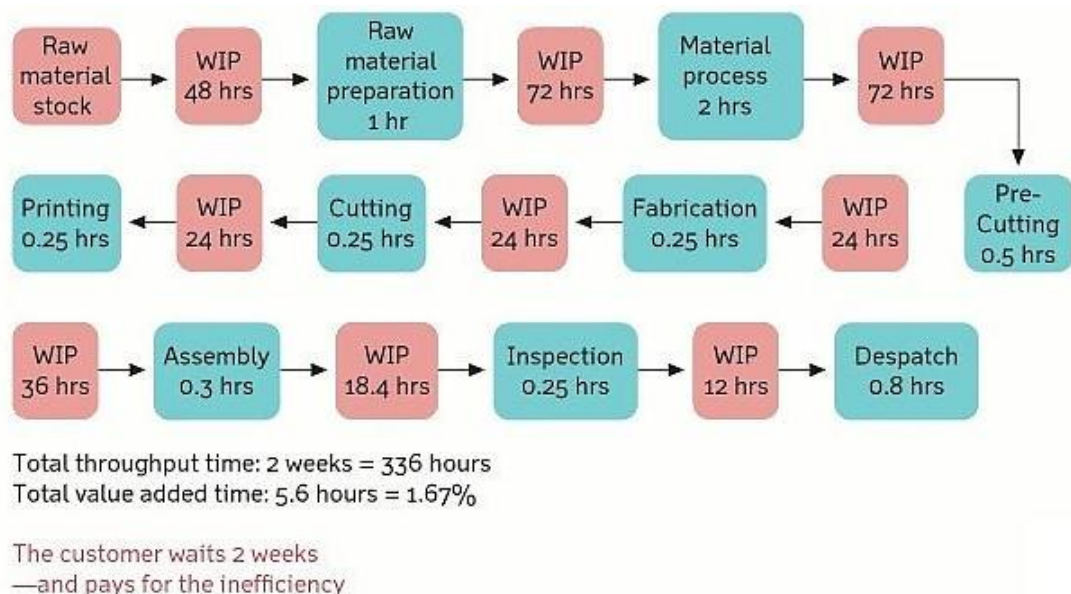 Raw
material
stock
WIP
48 hrs
Raw
material
preparation
1 hr
WIP
72 hrs
Material
process
2 hrs
WIP
72 hrs
Pre-
Cutting
0.5 hrs
WIP
24 hrs
Fabrication
0.25 hrs
WIP
24 hrs
Cutting
0.25 hrs
WIP
24 hrs
Printing
0.25 hrs
WIP
36 hrs
Assembly
0.3 hrs
WIP
18.4 hrs
Inspection
0.25 hrs
WIP
12 hrs
Despatch
0.8 hrs
Total throughput time: 2 weeks = 336 hours
Total value added time: 5.6 hours = 1.67%
The customer waits 2 weeks
—and pays for the inefficiency